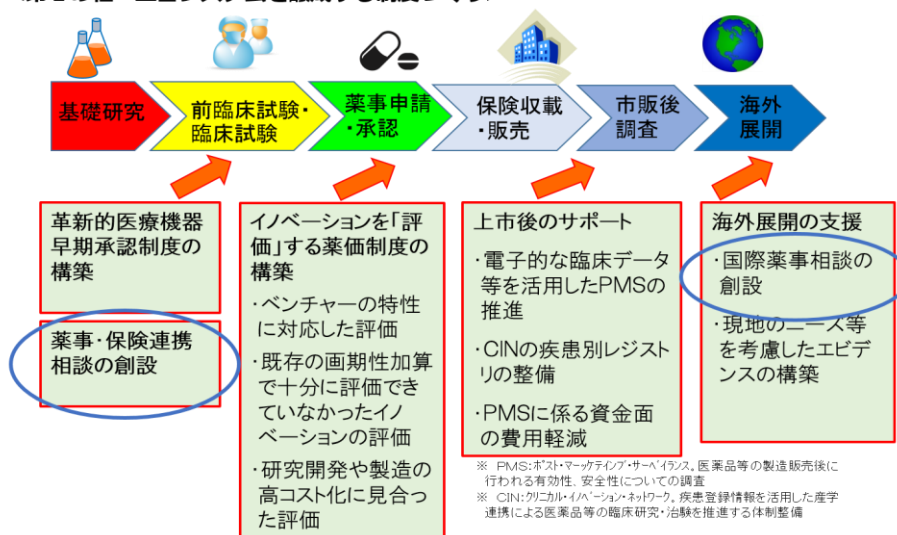 基礎研究
前臨床試験・
臨床試験
薬事申請
・承認
保険収載
・販売
市販後
調査
海外
展開
革新的医療機器
早期承認制度の
構築
薬事・保険連携
相談の創設
イノベーションを「評
価」する薬価制度の
構築
・ベンチャーの特性
に対応した評価
・既存の画期性加算
で十分に評価でき
ていなかったイノ
ベーションの評価
・研究開発や製造の
高コスト化に見合っ
た評価
上市後のサポート
・電子的な臨床データ
等を活用したPMSの
推進
・CINの疾患別レジスト
リの整備
・PMSに係る資金面
の費用軽減
海外展開の支援
・国際薬事相談の
創設
・現地のニーズ等
を考慮したエビデ
ンスの構築
※ PMS:ポスト・マーケティング・サーベイランス。医薬品等の製造販売後に
行われる有効性、安全性についての調査
※ CIN:クリニカル・イノベーション・ネットワーク。疾患登録情報を活用した産学
連携による医薬品等の臨床研究・治験を推進する体制整備